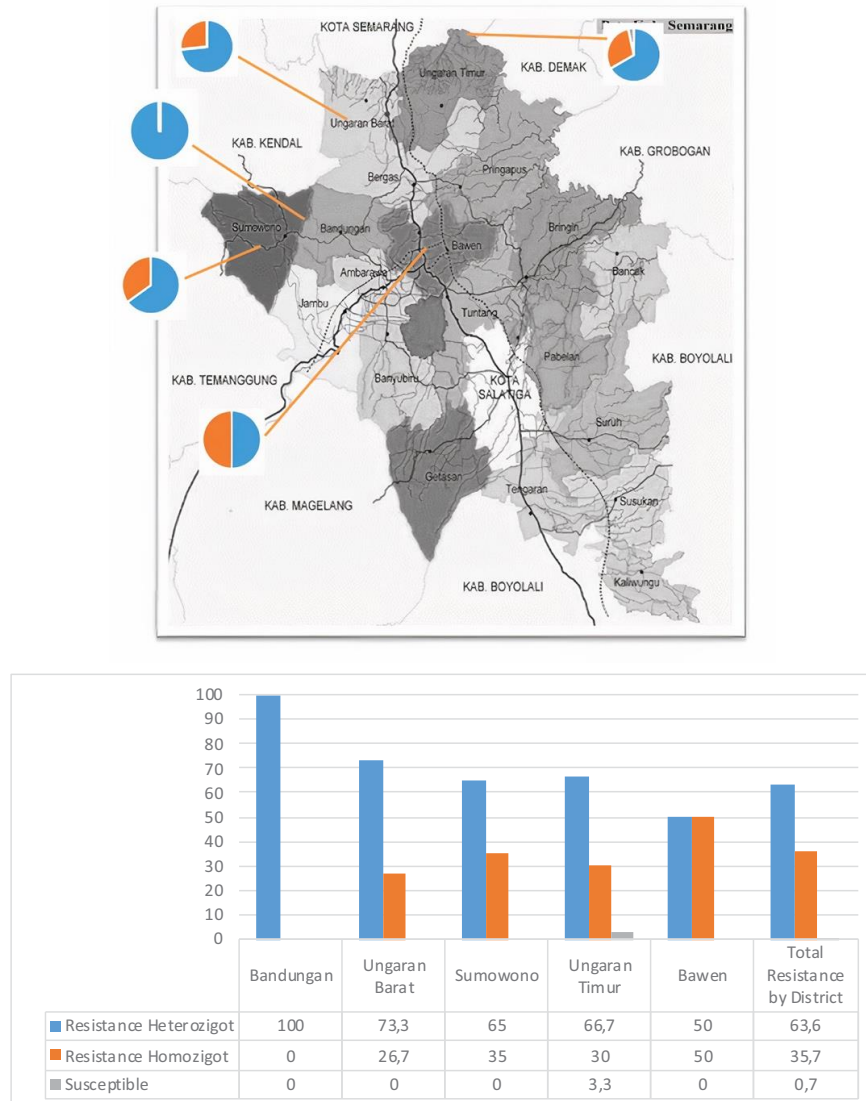 KOTA SEMARANG
Semarang
KAB. DEMAK
Ungaran Timur
Ungaran Barat
KAB. KENDAL
KAB. GROBOGAN
Bergas
Pringapus
Sumowono
Bandungan
Bawen
Bringin
Ambarawa
Bancak
Jambu
Tuntang
Pabelan
KAB. BOYOLALI
KAB. TEMANGGUNG
Banyubiru
KOTA
SALATIGA
Suruh
Getasan
Tengaran
Susukan
KAB. MAGELANG
KAB. BOYOLALI
Kaliwungu
100
90
80
70
60
50
40
30
20
10
0
Bandungan Ungaran Barat Sumowono Ungaran Timur Bawen Total Resistance by District
Resistance Heterozigot 100 73,3 65 66,7 50 63,6
Resistance Homozigot 0 26,7 35 30 50 35,7
Susceptible 0 0 0 3,3 0 0,7